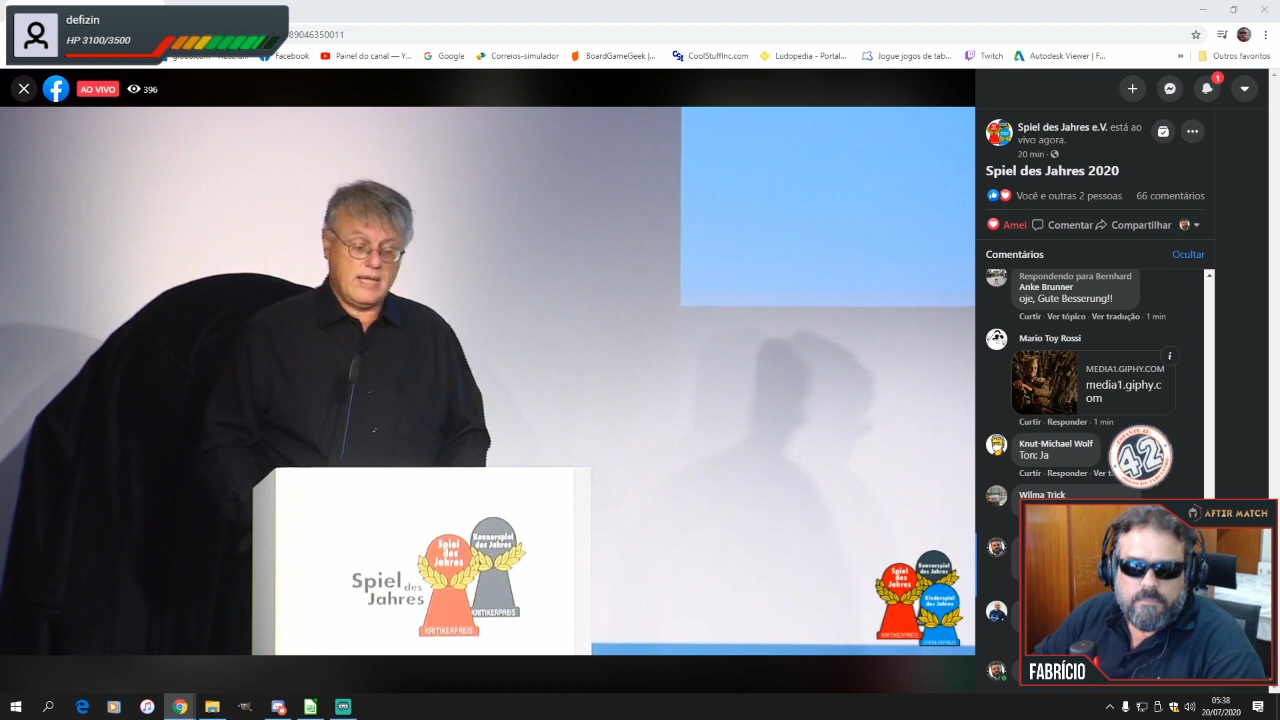 defizin
HP 3100/3500
89046350011
Facebook
Painel do canal — Y...
Google
Correios-simulador
BoardGameGeek |...
CoolStuffInc.com
Ludopedia - Portal...
Jogue jogos de tab...
Twitch
Autodesk Viewer | F...
»
Outros favoritos
AO VIVO
396
1
Spiel des Jahres e.V. está ao
vivo agora.
20 min ·
Spiel des Jahres 2020
Você e outras 2 pessoas
66 comentários
Amei
Comentar
Compartilhar
Comentários
Ocultar
Respondendo para Bernhard
Anke Brunner
oje, Gute Besserung!!
Curtir · Ver tópico · Ver tradução · 1 min
Mario Toy Rossi
MEDIA1.GIPHY.COM
media1.giphy.c
om
Curtir · Responder · 1 min
Knut-Michael Wolf
Ton: Ja
Curtir · Responder · Ver t
42
Wilma Trick
AFTER MATCH
FABRÍCIO
Spiel des
Jahres
Spiel
des
Jahres
Kennerspiel
des Jahres
KRITIKERPREIS
KRITIKERPREIS
Spiel
des
Jahres
Kennerspiel
des Jahres
Kinderspiel
des Jahres
KRITIKERPREIS
KRITIKERPREIS
05:38
20/07/2020